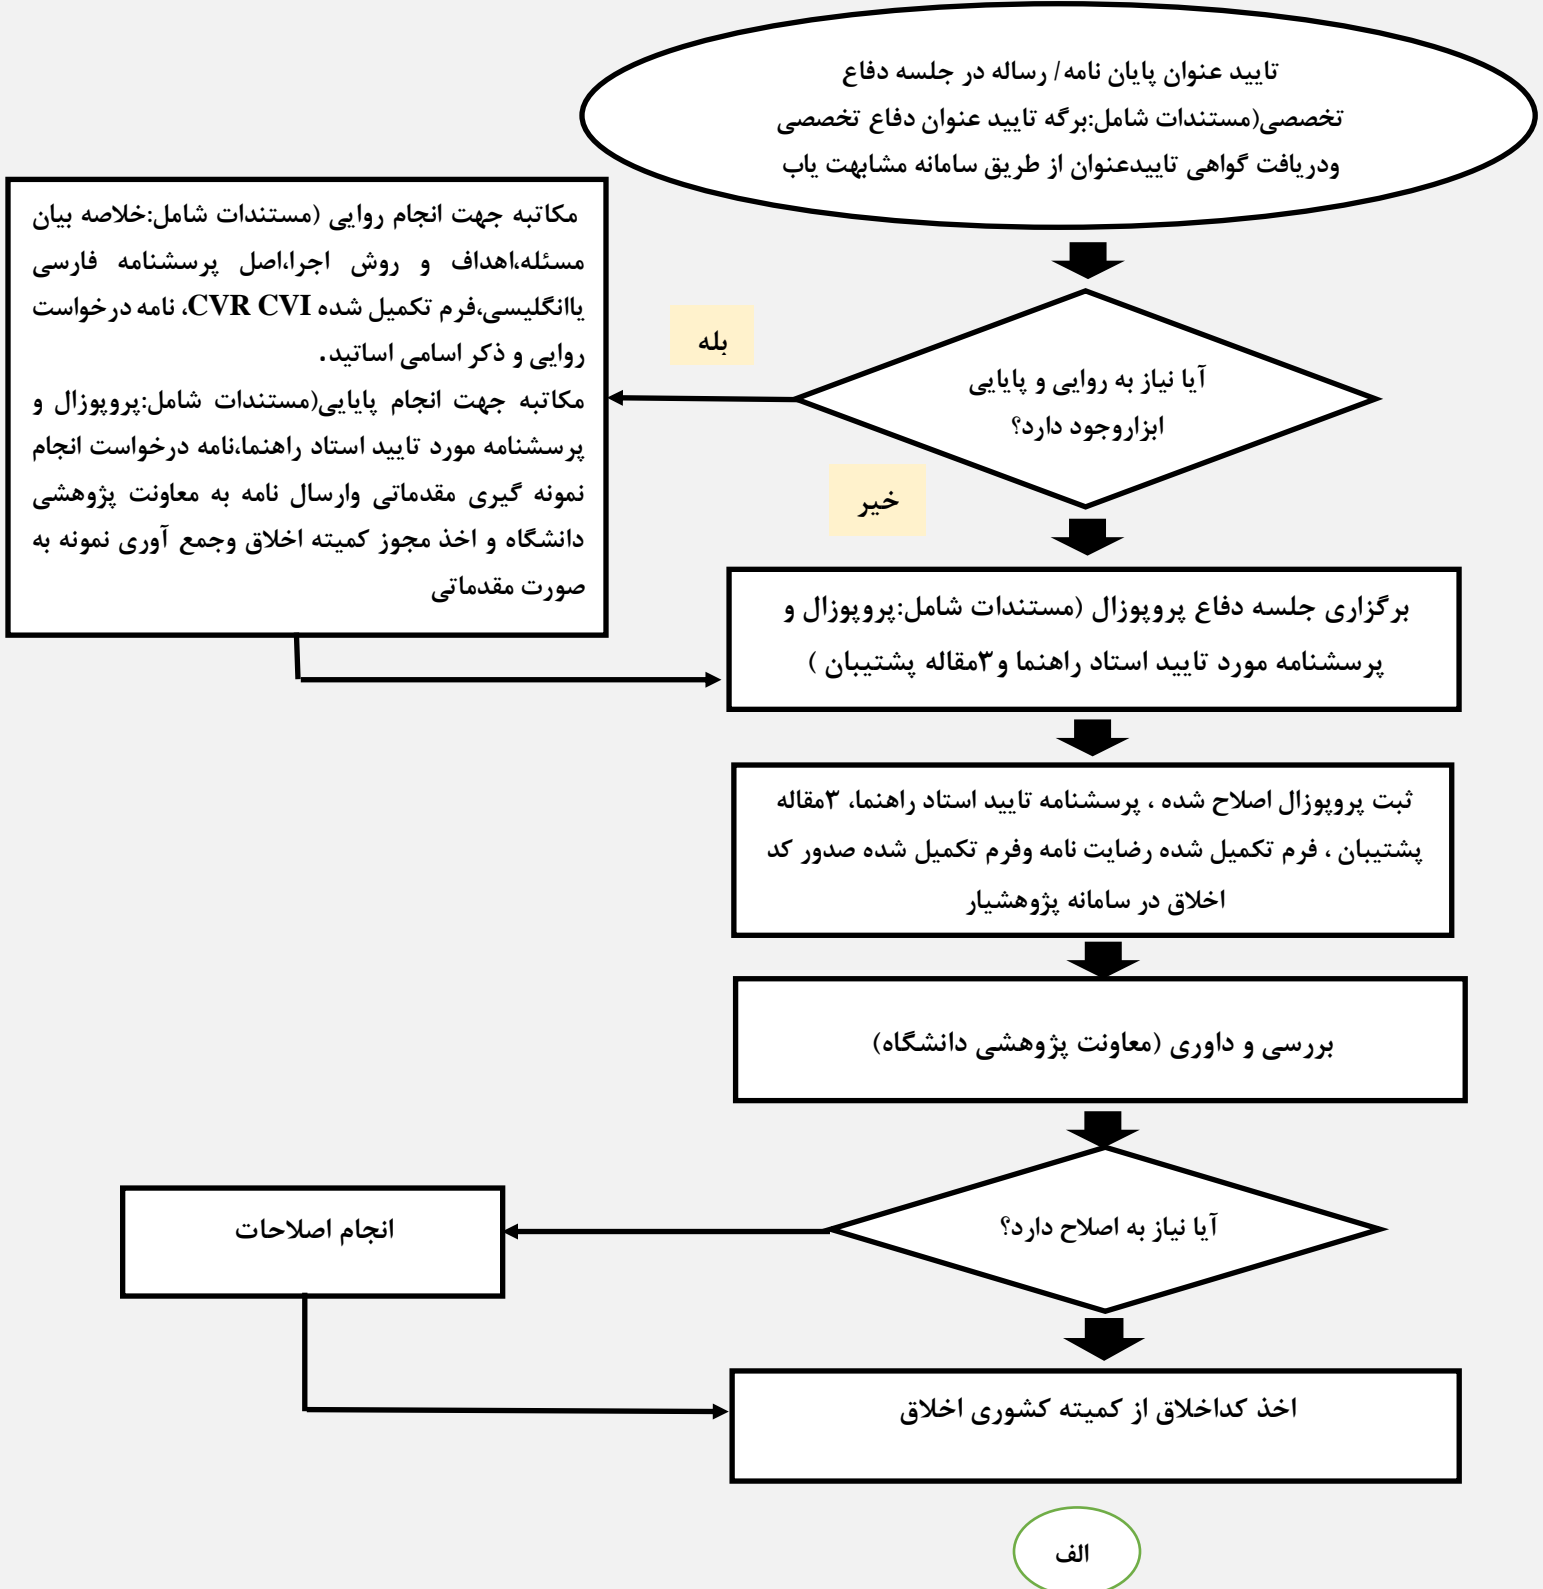 تایید عنوان پایان نامه/ رساله در جلسه دفاع
تخصصی(مستندات شامل:برگه تایید عنوان دفاع تخصصی
ودریافت گواهی تاییدعنوان از طریق سامانه مشابهت یاب
آیا نیاز به روایی و پایایی
ابزاروجود دارد؟
بله
مکاتبه جهت انجام روایی (مستندات شامل:خلاصه بیان
مسئله،اهداف و روش اجرا،اصل پرسشنامه فارسی
یاانگلیسی،فرم تکمیل شده CVR CVI، نامه درخواست
روایی و ذکر اسامی اساتید.
مکاتبه جهت انجام پایایی(مستندات شامل:پروپوزال و
پرسشنامه مورد تایید استاد راهنما،نامه درخواست انجام
نمونه گیری مقدماتی وارسال نامه به معاونت پژوهشی
دانشگاه و اخذ مجوز کمیته اخلاق وجمع آوری نمونه به
صورت مقدماتی
خیر
برگزاری جلسه دفاع پروپوزال (مستندات شامل:پروپوزال و
پرسشنامه مورد تایید استاد راهنما و۳مقاله پشتیبان )
ثبت پروپوزال اصلاح شده ، پرسشنامه تایید استاد راهنما، ۳مقاله
پشتیبان ، فرم تکمیل شده رضایت نامه وفرم تکمیل شده صدور کد
اخلاق در سامانه پژوهشیار
بررسی و داوری (معاونت پژوهشی دانشگاه)
آیا نیاز به اصلاح دارد؟
انجام اصلاحات
اخذ کداخلاق از کمیته کشوری اخلاق
الف